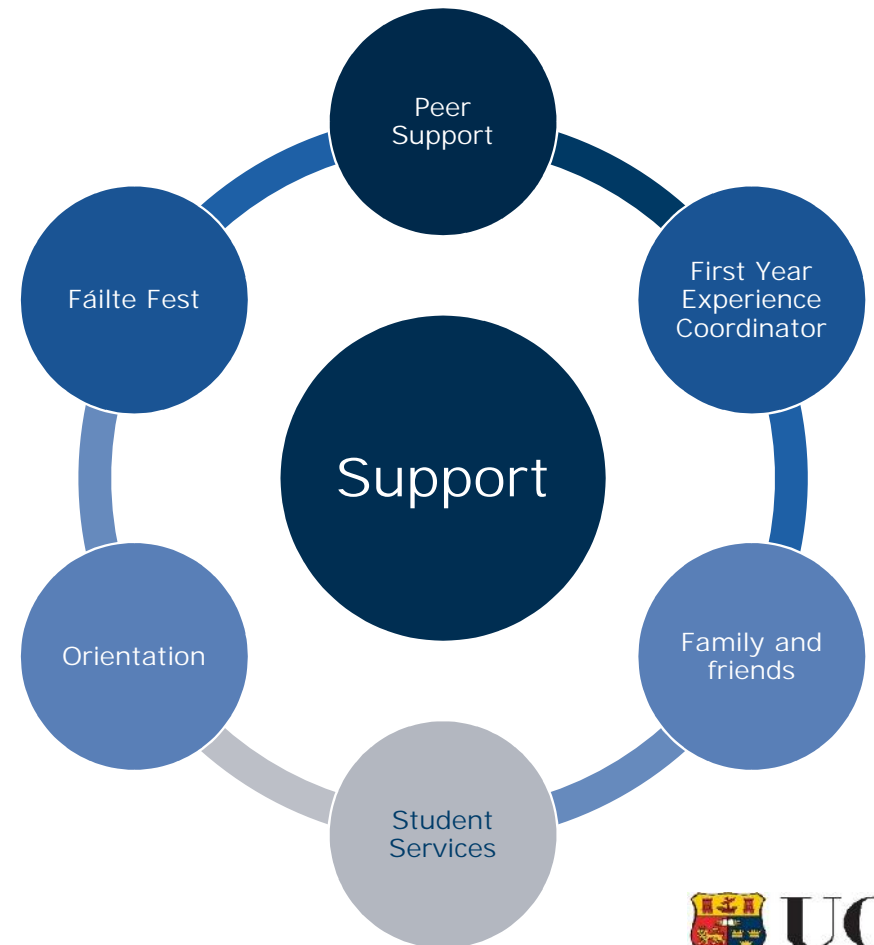 Peer
Support
First Year
Experience
Coordinator
Fáilte Fest
Support
Family and
friends
Orientation
Student
Services